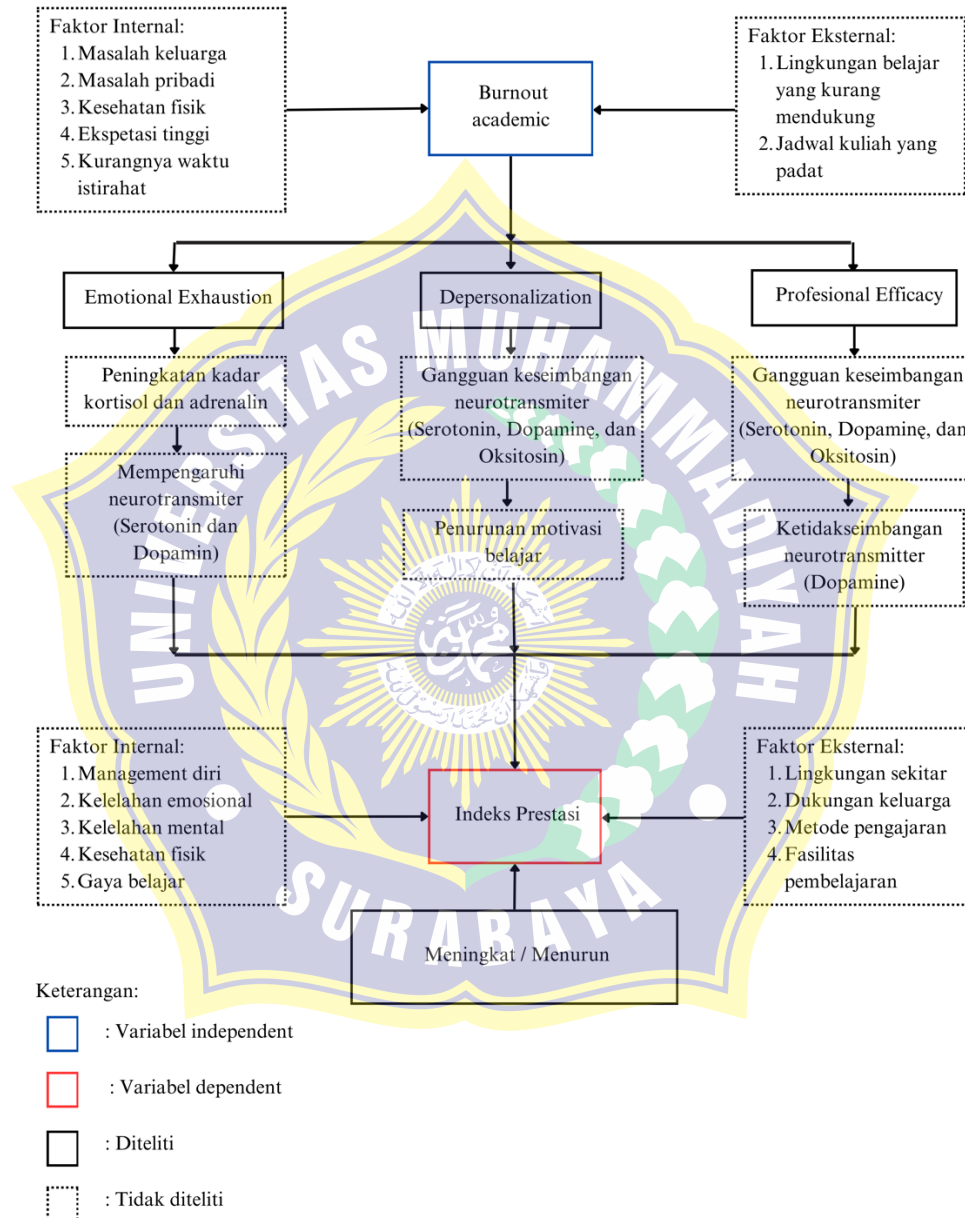 Faktor Internal:
1. Masalah keluarga
2. Masalah pribadi
3. Kesehatan fisik
4. Ekspetasi tinggi
5. Kurangnya waktu
istirahat
Burnout
academic
Faktor Eksternal:
1. Lingkungan belajar
yang kurang
mendukung
2. Jadwal kuliah yang
padat
Emotional Exhaustion
Depersonalization
Profesional Efficacy
Peningkatan kadar
kortisol dan adrenalin
Gangguan keseimbangan
neurotransmiter
(Serotonin, Dopaminę, dan
Oksitosin)
Gangguan keseimbangan
neurotransmiter
(Serotonin, Dopaminę, dan
Oksitosin)
Mempengaruhi
neurotransmiter
(Serotonin dan
Dopamin)
Penurunan motivasi
belajar
Ketidakseimbangan
neurotransmitter
(Dopamine)
Faktor Internal:
1. Management diri
2. Kelelahan emosional
3. Kelelahan mental
4. Kesehatan fisik
5. Gaya belajar
Indeks Prestasi
Faktor Eksternal:
1. Lingkungan sekitar
2. Dukungan keluarga
3. Metode pengajaran
4. Fasilitas
pembelajaran
Meningkat / Menurun
Keterangan:
: Variabel independent
: Variabel dependent
: Diteliti
: Tidak diteliti
UNIVERSITAS MUHAMMADIYAH
SURABAYA